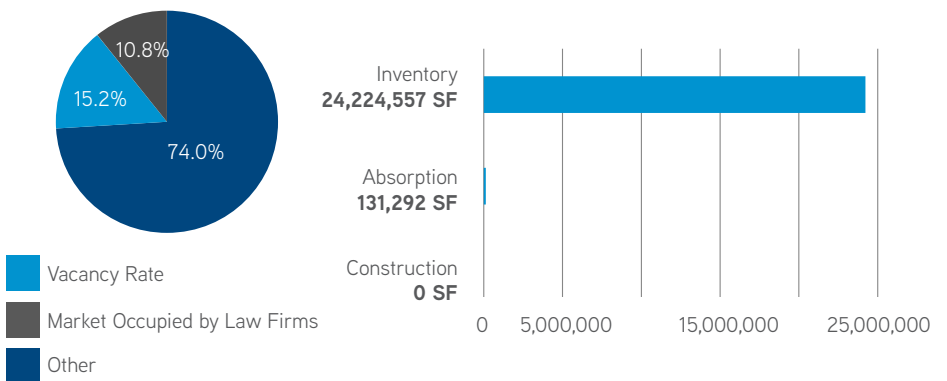 10.8%
15.2%
74.0%
Vacancy Rate
Market Occupied by Law Firms
Other
Inventory
24,224,557 SF
Absorption
131,292 SF
Construction
0 SF
0 5,000,000 15,000,000 25,000,000